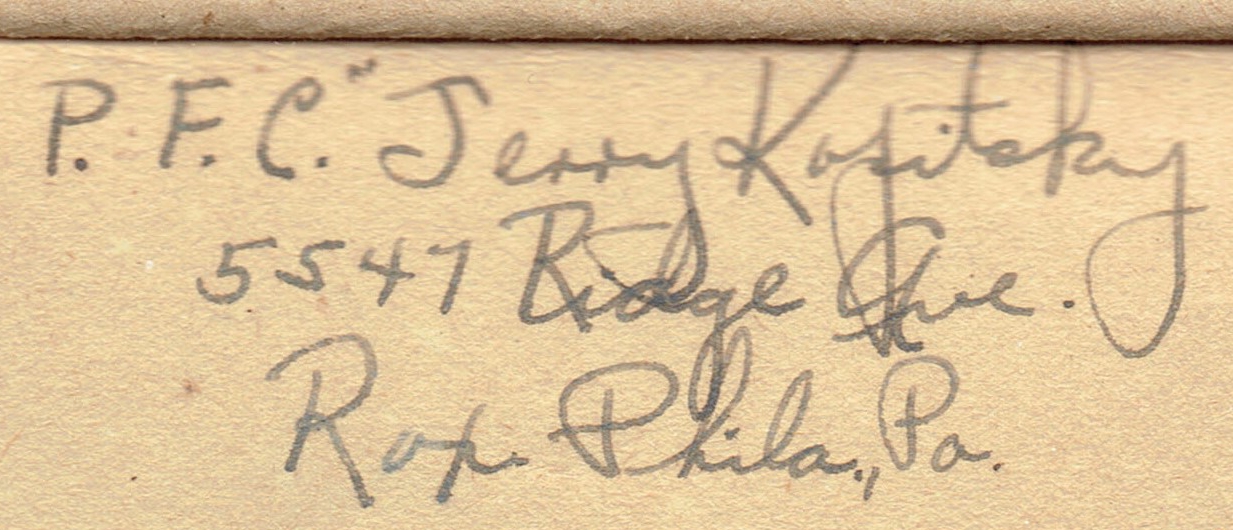 P. F. C. "Jerry Kositsky
5547 Ridge Ave.
Rox. Phila., Pa.